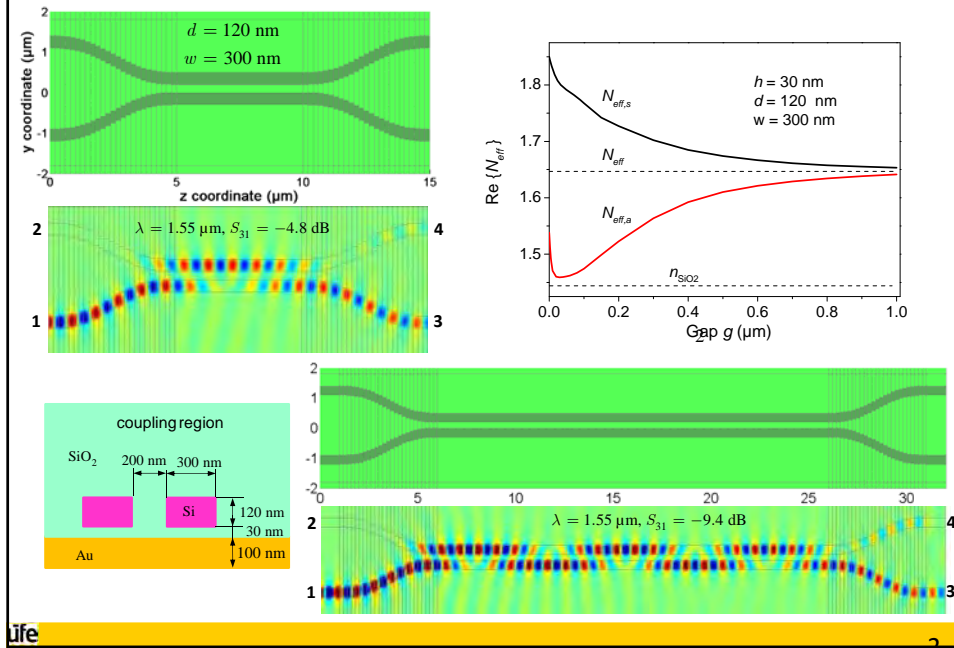 2
1
0
-1
-2
y coordinate (µm)
d = 120 nm
w = 300 nm
0 5 10 15
z coordinate (µm)
λ = 1.55 µm, S31 = −4.8 dB
2
4
1
3
1.8
1.7
1.6
1.5
Re {Neff}
h = 30 nm
d = 120 nm
w = 300 nm
Neff,s
Neff
Neff,a
nSiO2
0.0 0.2 0.4 0.6 0.8 1.0
Gap g (µm)
2
coupling region
SiO2
200 nm 300 nm
Si
120 nm
30 nm
Au
100 nm
2
1
0
-1
-2
0 5 10 15 20 25 30
λ = 1.55 µm, S31 = −9.4 dB
2
4
1
3
ūfe
2